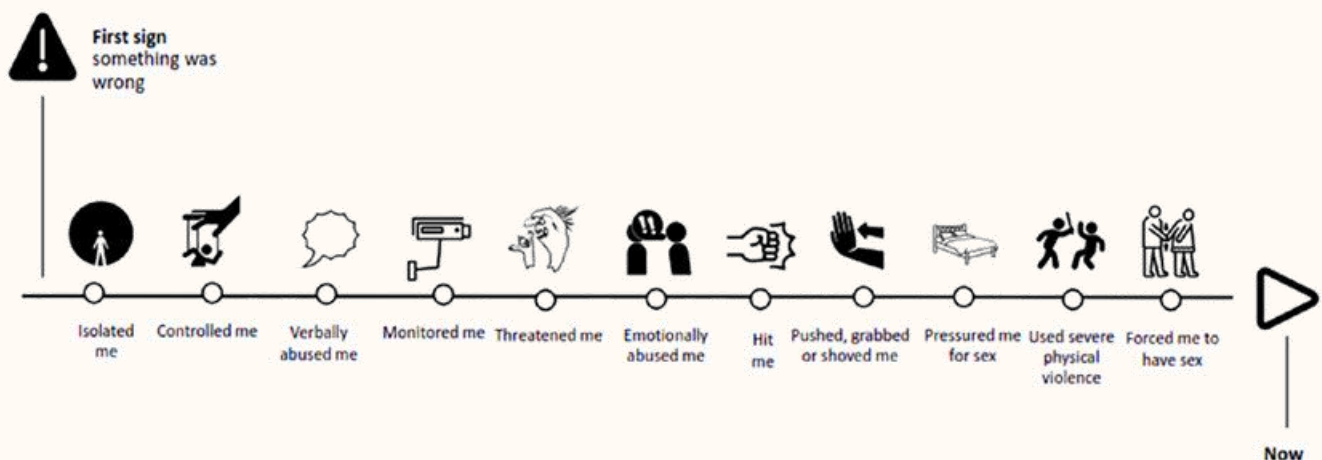 First sign
something was
wrong
Isolated
me
Controlled me
Verbally
abused me
Monitored me
Threatened me
Emotionally
abused me
Hit
me
Pushed, grabbed
or shoved me
Pressured me
for sex
Used severe
physical
violence
Forced me to
have sex
Now